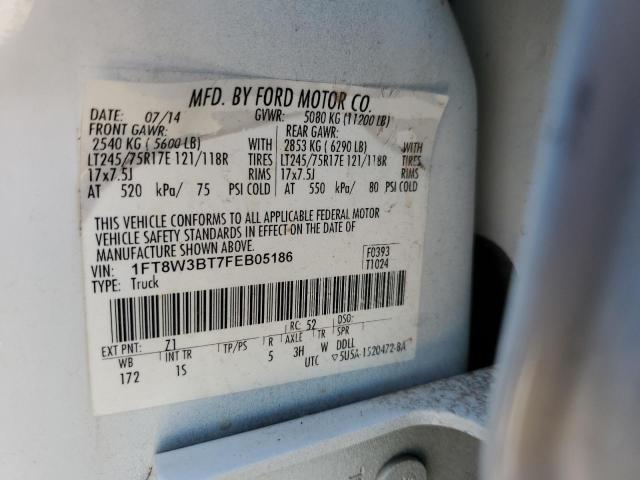 MFD. BY FORD MOTOR CO.
DATE: 07/14 GVWR: 5080 KG (11200 LB)
FRONT GAWR: REAR GAWR:
2540 KG ( 5600 LB) WITH 2853 KG ( 6290 LB) WITH
LT245/75R17E 121/118R TIRES LT245/75R17E 121/118R TIRES
17x7.5J RIMS 17x7.5J RIMS
AT 520 kPa/ 75 PSI COLD AT 550 kPa/ 80 PSI COLD
THIS VEHICLE CONFORMS TO ALL APPLICABLE FEDERAL MOTOR
VEHICLE SAFETY STANDARDS IN EFFECT ON THE DATE OF
MANUFACTURE SHOWN ABOVE.
VIN: 1FT8W3BT7FEB05186 F0393
TYPE: Truck T1024
RC: 52 DSO:
EXT PNT: Z1
WB INT TR TP/PS R AXLE TR SPR
172 1S 5 3H W DDLL
UTC ▽5U5A-1520472-BA